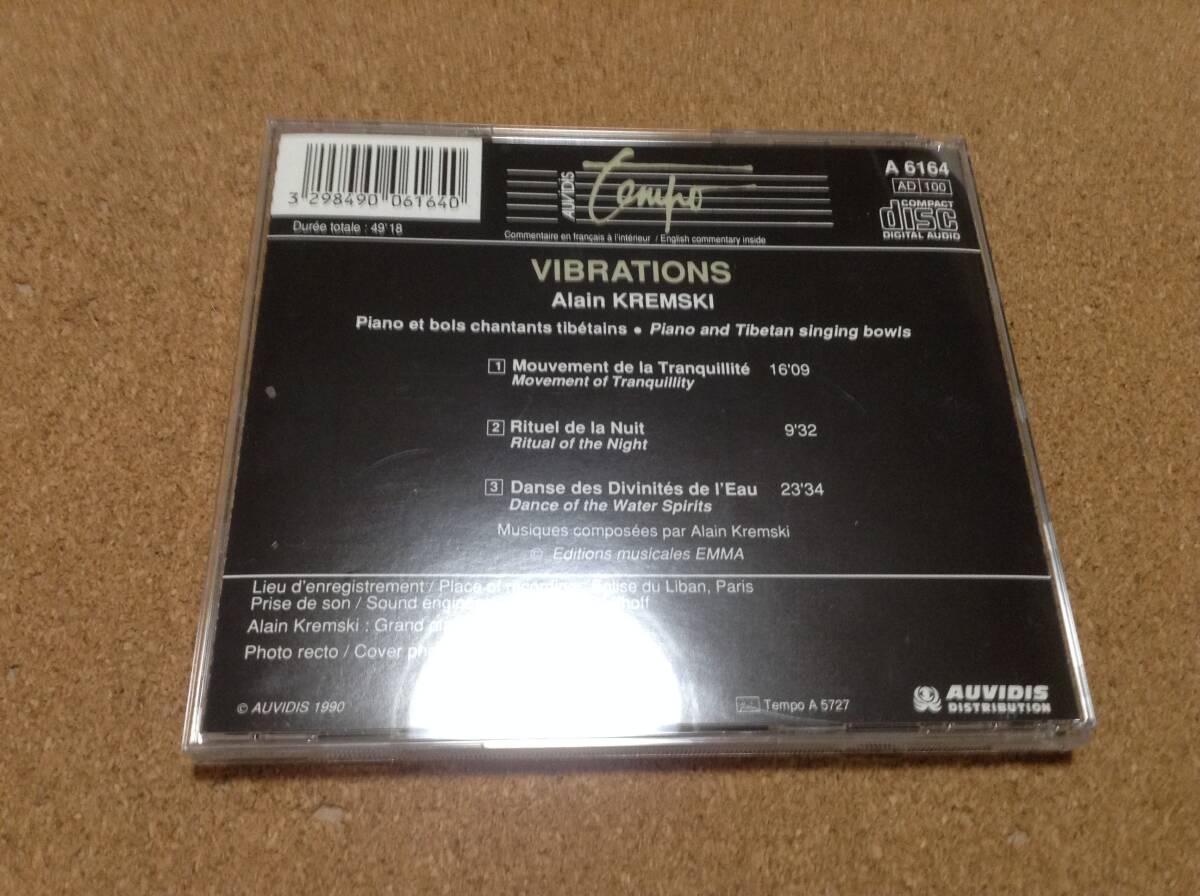 3 298490 061640
Durée totale : 49'18
AUVIDIS
Tempo
Commentaire en français à l'intérieur / English commentary inside
A 6164
AD 100
COMPACT
disc
DIGITAL AUDIO
VIBRATIONS
Alain KREMSKI
Piano et bols chantants tibétains • Piano and Tibetan singing bowls
1 Mouvement de la Tranquillité 16'09
Movement of Tranquillity
2 Rituel de la Nuit 9'32
Ritual of the Night
3 Danse des Divinités de l'Eau 23'34
Dance of the Water Spirits
Musiques composées par Alain Kremski
© Editions musicales EMMA
Lieu d'enregistrement / Place of recording : Eglise du Liban, Paris
Prise de son / Sound
Alain Kremski : Grand
Photo recto / Cover
© AUVIDIS 1990
Tempo A 5727
AUVIDIS
DISTRIBUTION